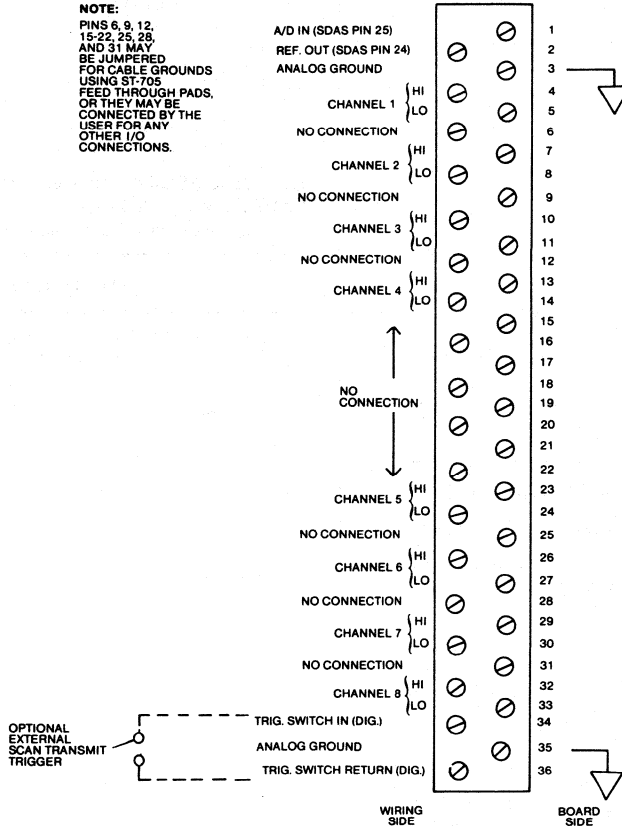 NOTE:
PINS 6, 9, 12,
15-22, 25, 28,
AND 31 MAY
BE JUMPERED
FOR CABLE GROUNDS
USING ST-705
FEED THROUGH PADS,
OR THEY MAY BE
CONNECTED BY THE
USER FOR ANY
OTHER I/O
CONNECTIONS.
A/D IN (SDAS PIN 25) 1
REF. OUT (SDAS PIN 24) 2
ANALOG GROUND 3
CHANNEL 1 HI 4
LO 5
NO CONNECTION 6
CHANNEL 2 HI 7
LO 8
NO CONNECTION 9
CHANNEL 3 HI 10
LO 11
NO CONNECTION 12
CHANNEL 4 HI 13
LO 14
15
16
17
18
NO
CONNECTION 19
20
21
22
CHANNEL 5 HI 23
LO 24
NO CONNECTION 25
CHANNEL 6 HI 26
LO 27
NO CONNECTION 28
CHANNEL 7 HI 29
LO 30
NO CONNECTION 31
CHANNEL 8 HI 32
LO 33
TRIG. SWITCH IN (DIG.) 34
OPTIONAL
EXTERNAL
SCAN TRANSMIT
TRIGGER
ANALOG GROUND 35
TRIG. SWITCH RETURN (DIG.) 36
WIRING
SIDE
BOARD
SIDE